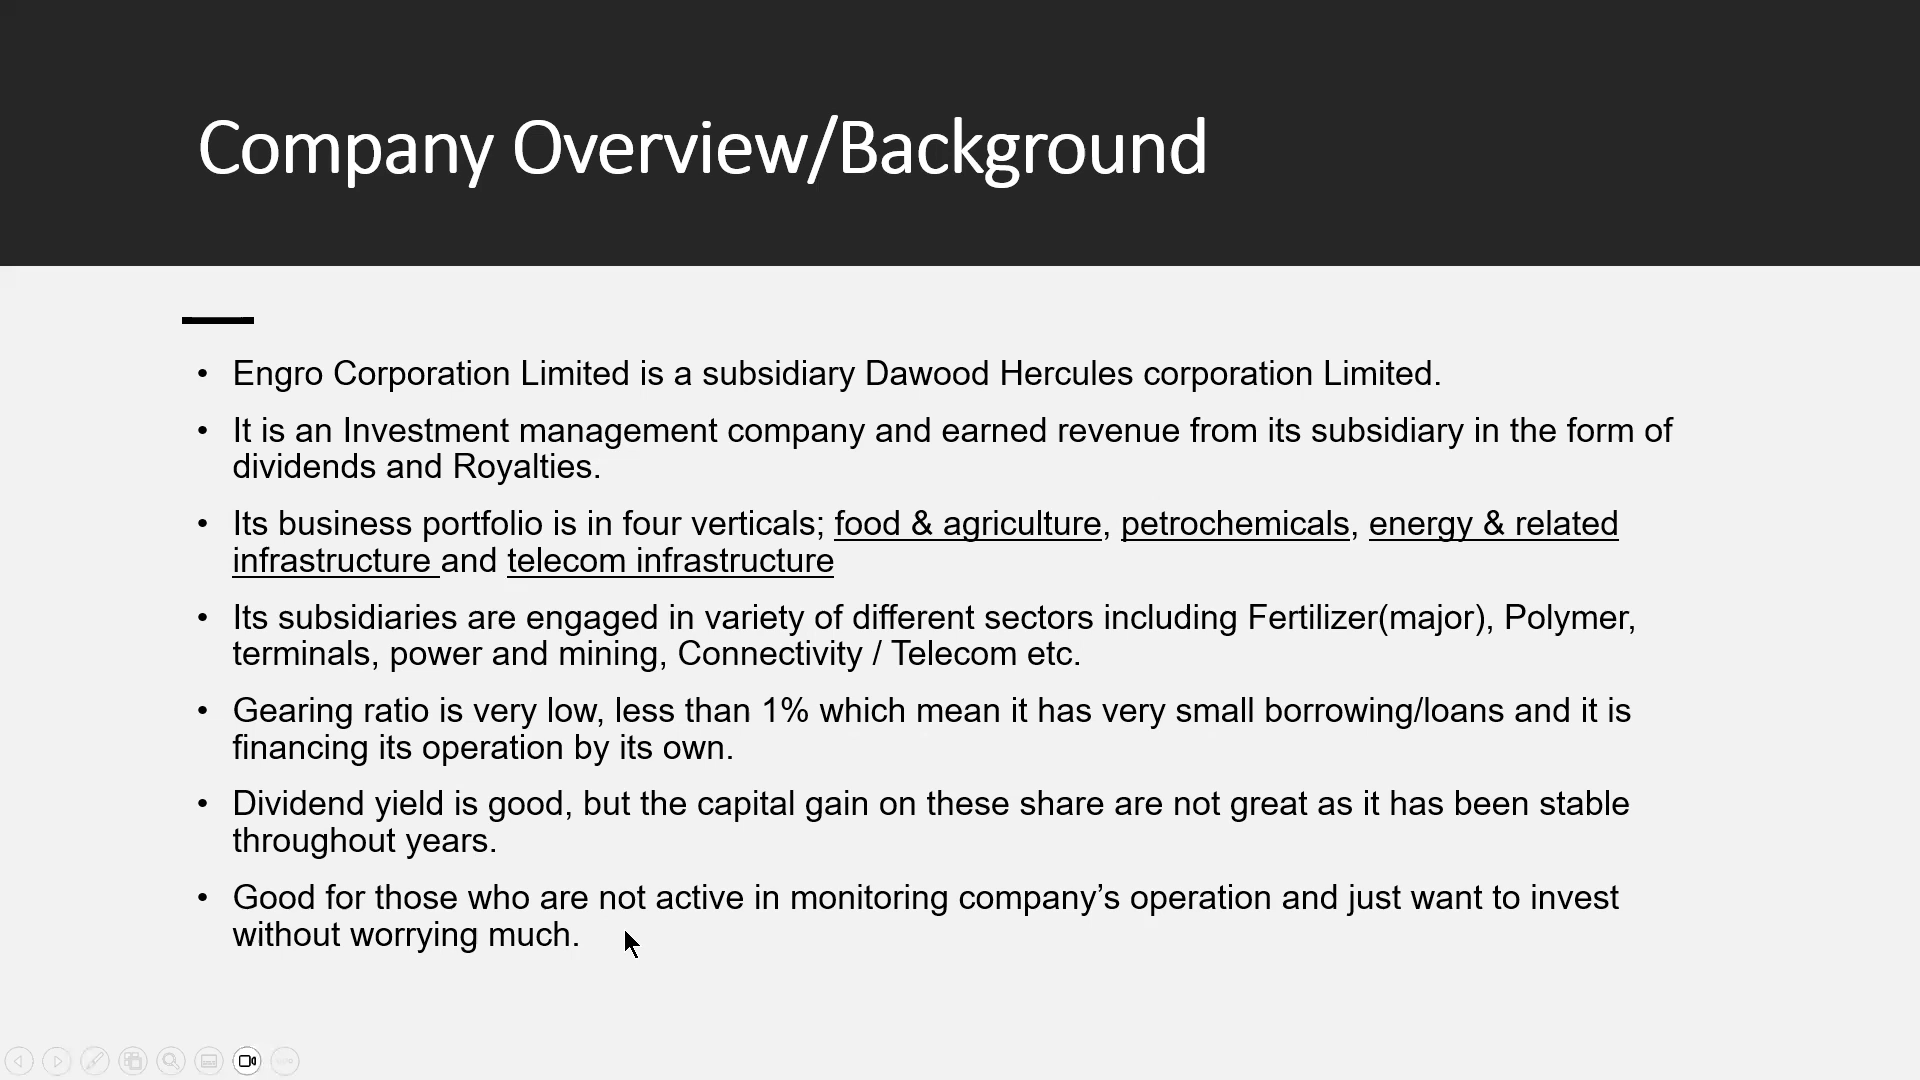 Company Overview/Background
• Engro Corporation Limited is a subsidiary Dawood Hercules corporation Limited.
• It is an Investment management company and earned revenue from its subsidiary in the form of
dividends and Royalties.
• Its business portfolio is in four verticals; food & agriculture, petrochemicals, energy & related
infrastructure and telecom infrastructure
• Its subsidiaries are engaged in variety of different sectors including Fertilizer(major), Polymer,
terminals, power and mining, Connectivity / Telecom etc.
• Gearing ratio is very low, less than 1% which mean it has very small borrowing/loans and it is
financing its operation by its own.
• Dividend yield is good, but the capital gain on these share are not great as it has been stable
throughout years.
• Good for those who are not active in monitoring company’s operation and just want to invest
without worrying much.